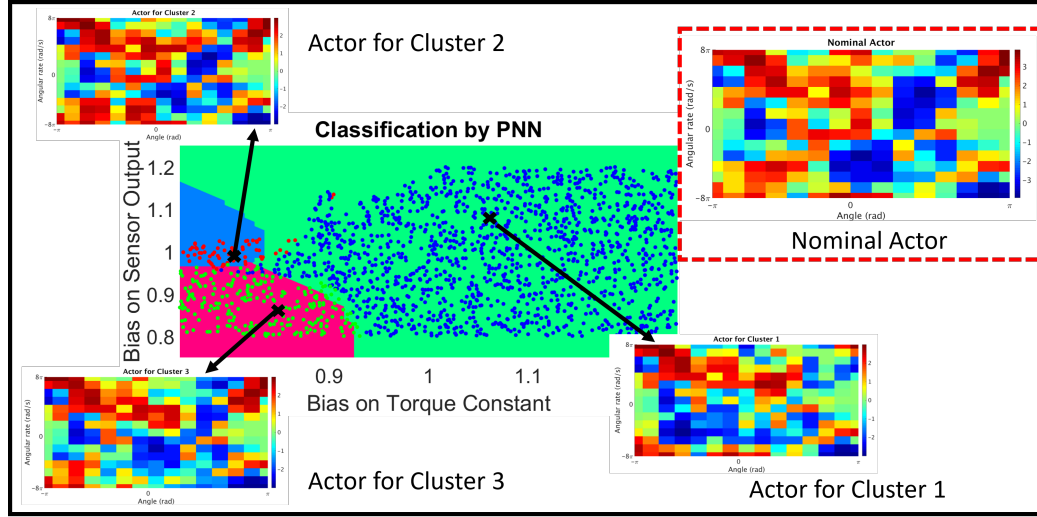 Actor for Cluster 2
8π
0
−8π
Angular rate (rad/s)
−π
0
π
Angle (rad)
2
1
0
-1
-2
Actor for Cluster 2
Nominal Actor
8π
0
−8π
Angular rate (rad/s)
−π
0
π
Angle (rad)
3
2
1
0
-1
-2
-3
Nominal Actor
Classification by PNN
1.2
1.1
1
0.9
0.8
Bias on Sensor Output
0.9
1
1.1
Bias on Torque Constant
Actor for Cluster 3
8π
0
−8π
Angular rate (rad/s)
−π
0
π
Angle (rad)
2
1
0
-1
-2
Actor for Cluster 3
Actor for Cluster 1
8π
0
−8π
Angular rate (rad/s)
−π
0
π
Angle (rad)
2
1
0
-1
-2
Actor for Cluster 1